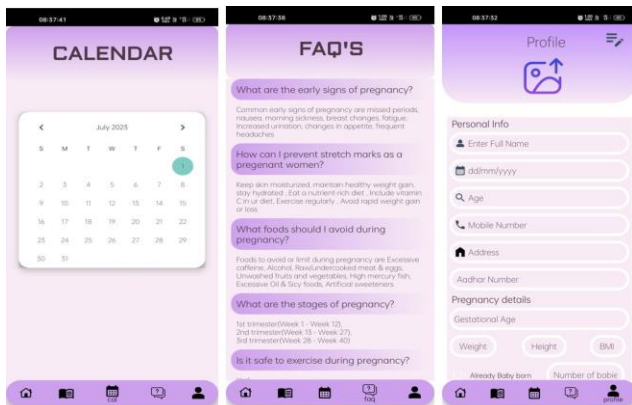 08:37:41
CALENDAR
July 2023
S M T W T F S
1
2 3 4 5 6 7 8
9 10 11 12 13 14 15
16 17 18 19 20 21 22
23 24 25 26 27 28 29
30 31
cal
08:37:38
FAQ'S
What are the early signs of pregnancy?
Common early signs of pregnancy are missed periods,
nausea, morning sickness, breast changes, fatigue,
Increased urination, changes in appetite, frequent
headaches
How can I prevent stretch marks as a
pregenant women?
Keep skin moisturized, maintain healthy weight gain,
stay hydrated , Eat a nutrient-rich diet , Include vitamin
C in ur diet, Exercise regularly , Avoid rapid weight gain
or loss
What foods should I avoid during
pregnancy?
Foods to avoid or limit during pregnancy are Excessive
caffeine, Alcohol, Raw/undercooked meat & eggs,
Unwashed fruits and vegetables, High mercury fish,
Excessive Oil & Sicy foods, Artificial sweeteners
What are the stages of pregnancy?
1st trimester(Week 1 - Week 12),
2nd trimester(Week 13 - Week 27),
3rd trimester(Week 28 - Week 40)
Is it safe to exercise during pregnancy?
faq
08:37:32
Profile
Personal Info
Enter Full Name
dd/mm/yyyy
Age
Mobile Number
Address
Aadhar Number
Pregnancy details
Gestational Age
Weight Height BMI
Already Baby born Number of babie
profile